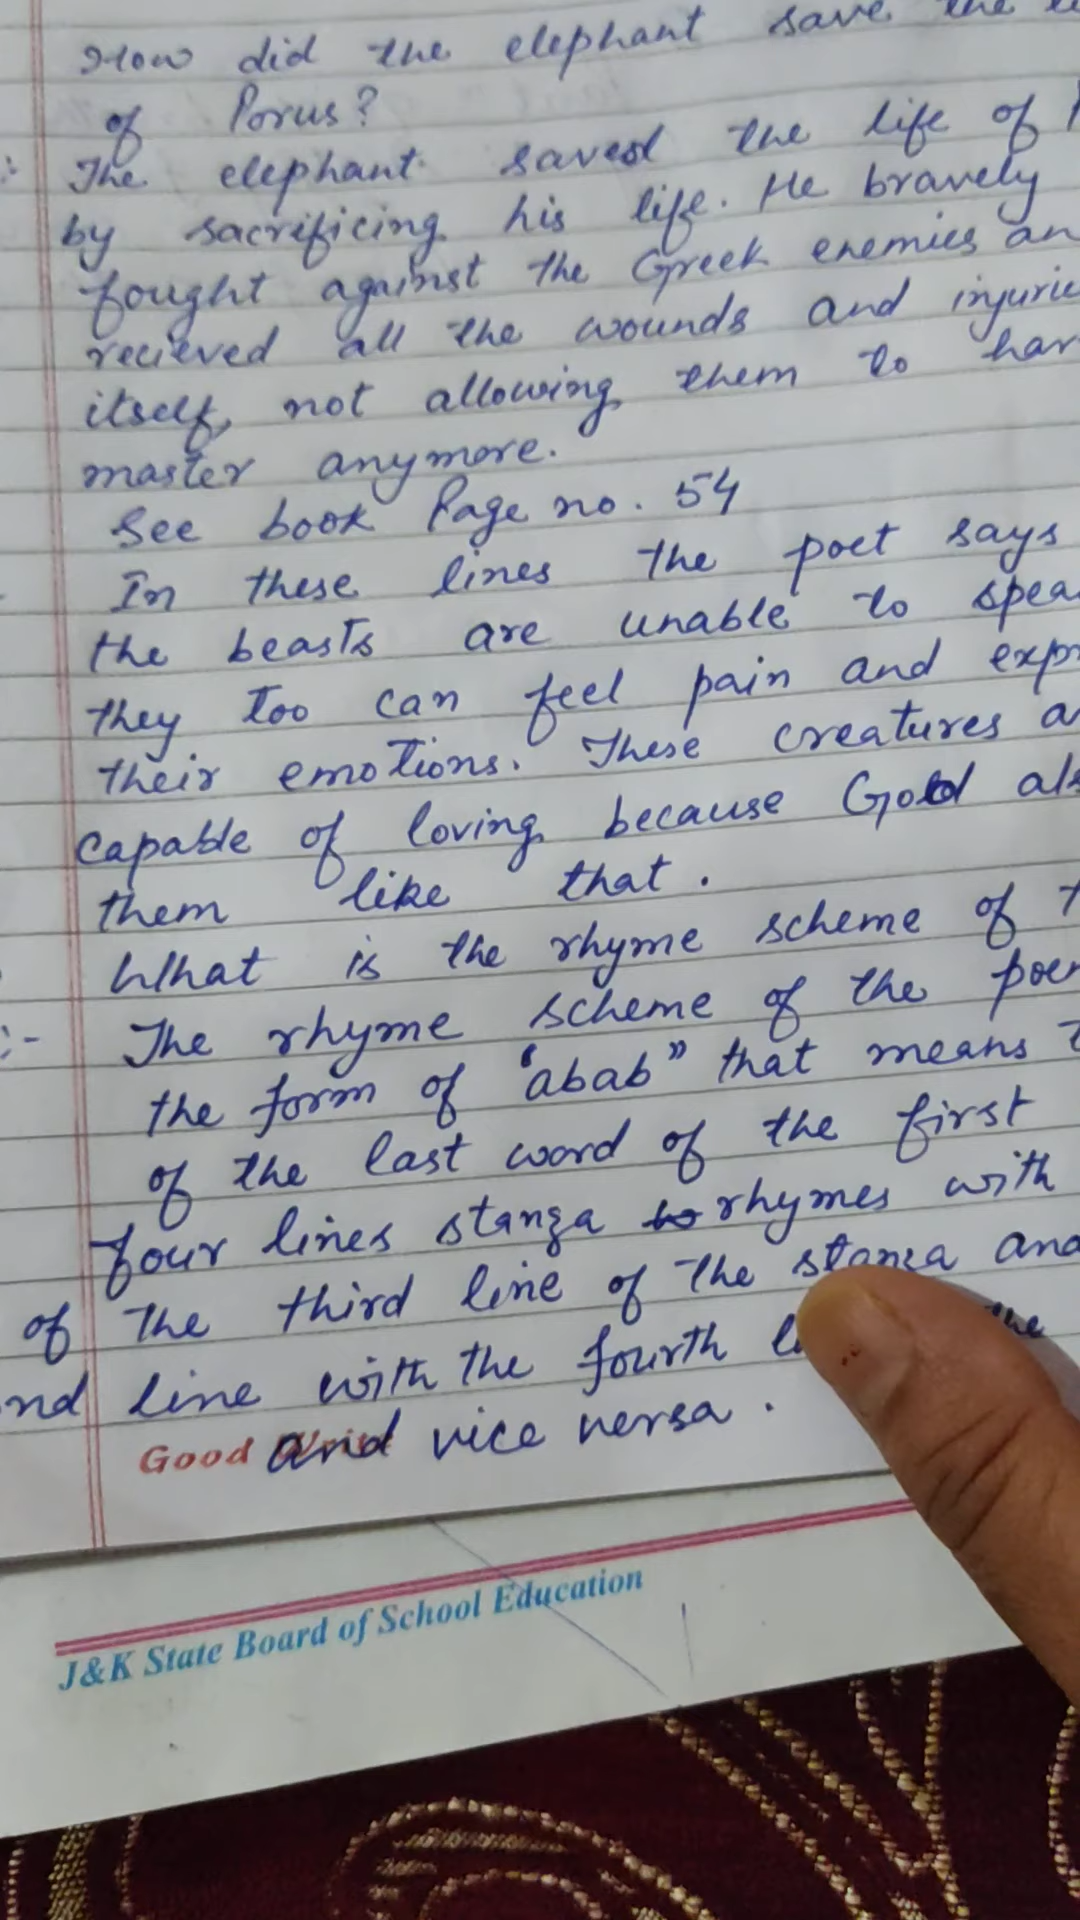 How did the elephant save the
of Porus?
The elephant saved the life of
by sacrificing his life. He bravely
fought against the Greek enemies an
recieved all the wounds and injurie
itself, not allowing them to har
master anymore.
See book Page no. 54
In these lines the poet says
the beasts are unable to spea
they too can feel pain and expr
their emotions. These creatures a
capable of loving because God als
them like that.
What is the rhyme scheme of t
:- The rhyme scheme of the poem
the form of "abab" that means t
of the last word of the first
four lines stanza rhymes with
of the third line of the stanza and
nd line with the fourth the
Good and vice versa.
J&K State Board of School Education